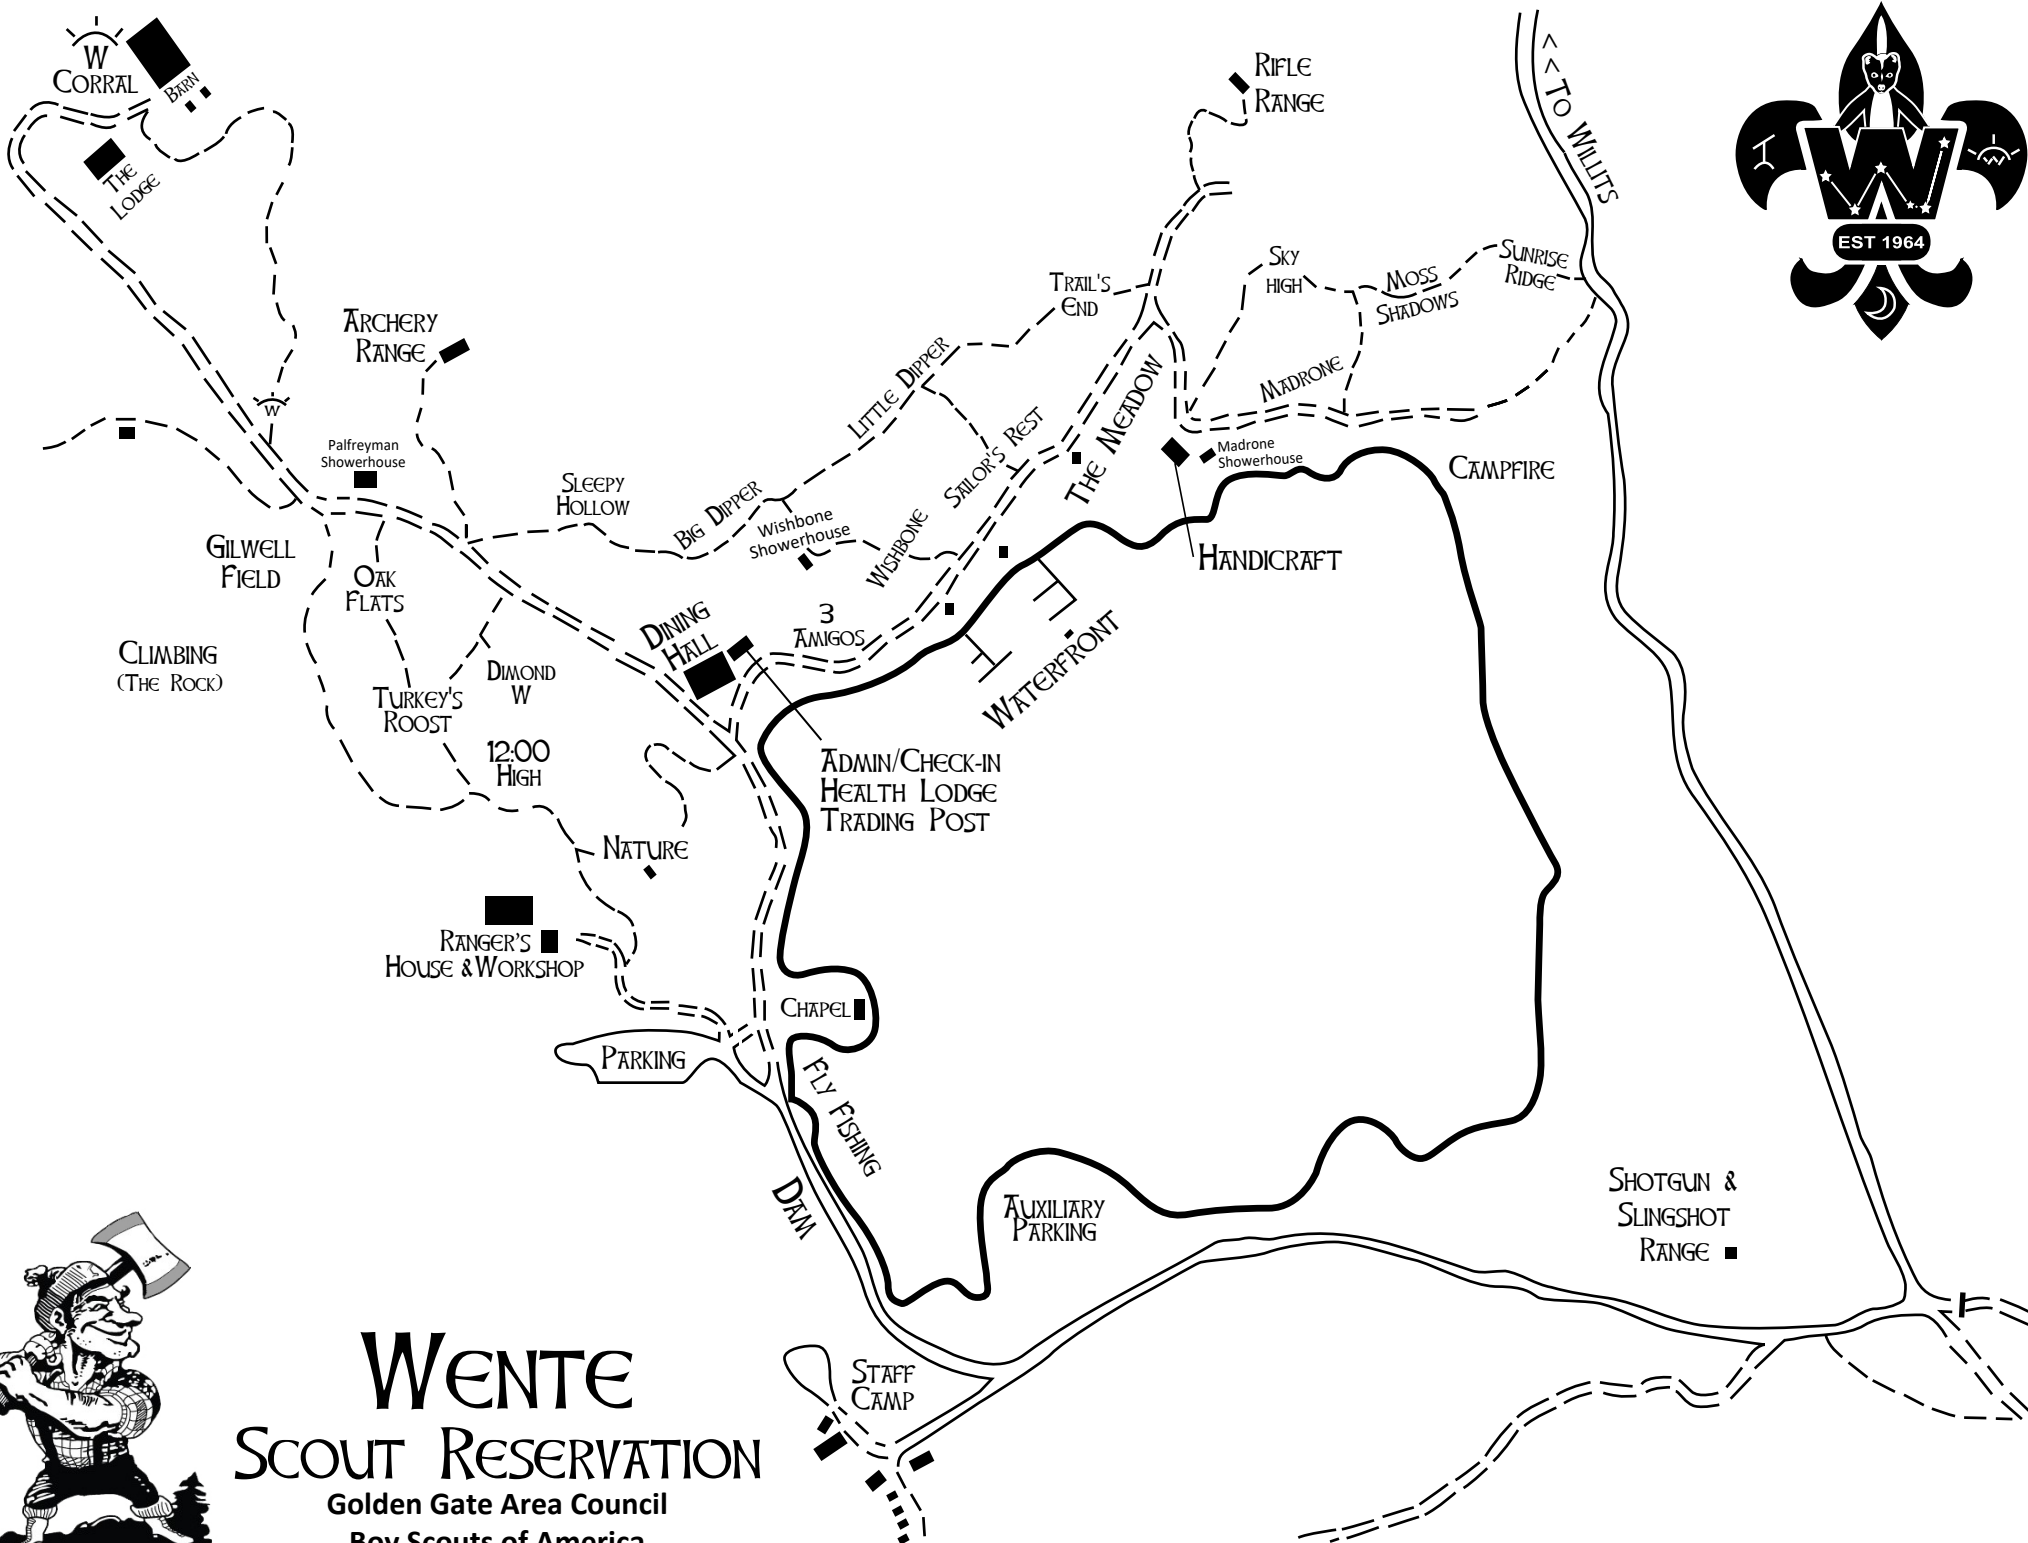 W
CORRAL
BARN
THE
LODGE
RIFLE
RANGE
< < TO WILLITS
W
EST 1964
W
ARCHERY
RANGE
TRAIL'S
END
SKY
HIGH
MOSS
SHADOWS
SUNRISE
RIDGE
W
Palfreyman
Showerhouse
LITTLE DIPPER
SAILOR'S REST
THE MEADOW
MADRONE
Madrone
Showerhouse
CAMPFIRE
SLEEPY
HOLLOW
BIG DIPPER
Wishbone
Showerhouse
WISHBONE
HANDICRAFT
GILWELL
FIELD
OAK
FLATS
3
AMIGOS
DINING
HALL
CLIMBING
(THE ROCK)
DIMOND
W
TURKEY'S
ROOST
WATERFRONT
12:00
HIGH
ADMIN/CHECK-IN
HEALTH LODGE
TRADING POST
NATURE
RANGER'S
HOUSE & WORKSHOP
CHAPEL
PARKING
FLY FISHING
DAM
AUXILIARY
PARKING
SHOTGUN &
SLINGSHOT
RANGE
STAFF
CAMP
WENTE
SCOUT RESERVATION
Golden Gate Area Council
Boy Scouts of America